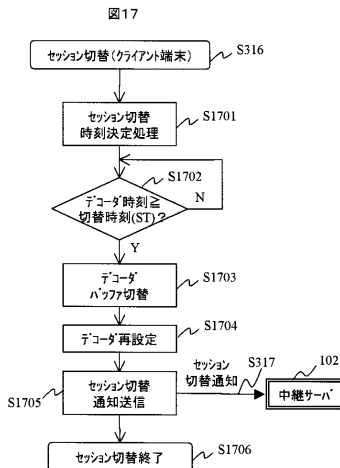 図17
セッション切替(クライアント端末)
S316
セッション切替
時刻決定処理
S1701
S1702
デコーダ時刻≧
切替時刻(ST)?
N
Y
デコーダ
バッファ切替
S1703
デコーダ再設定
S1704
セッション切替
通知送信
S1705
セッション
切替通知
S317
102
中継サーバ
セッション切替終了
S1706